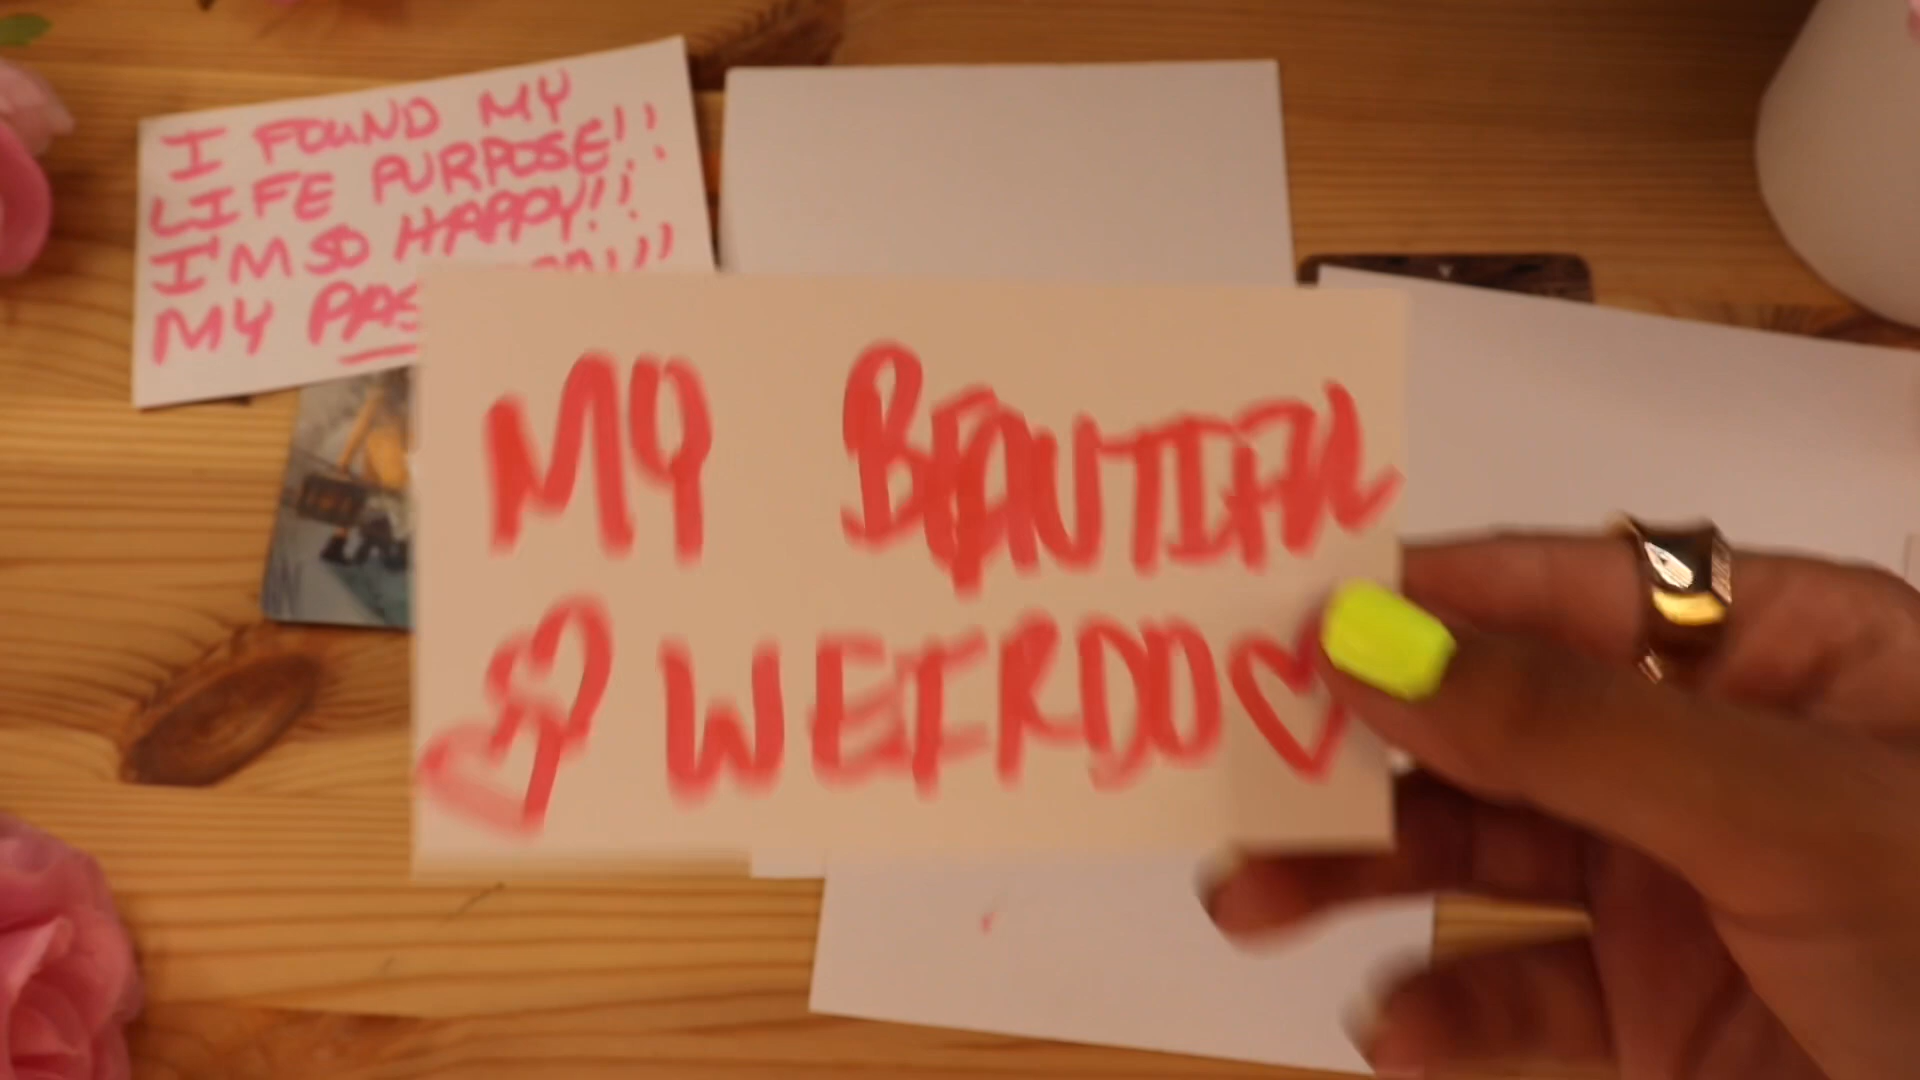 I FOUND MY
LIFE PURPOSE!!
I'M SO HAPPY!!
MY
MY BEAUTIFUL
WEIRDO